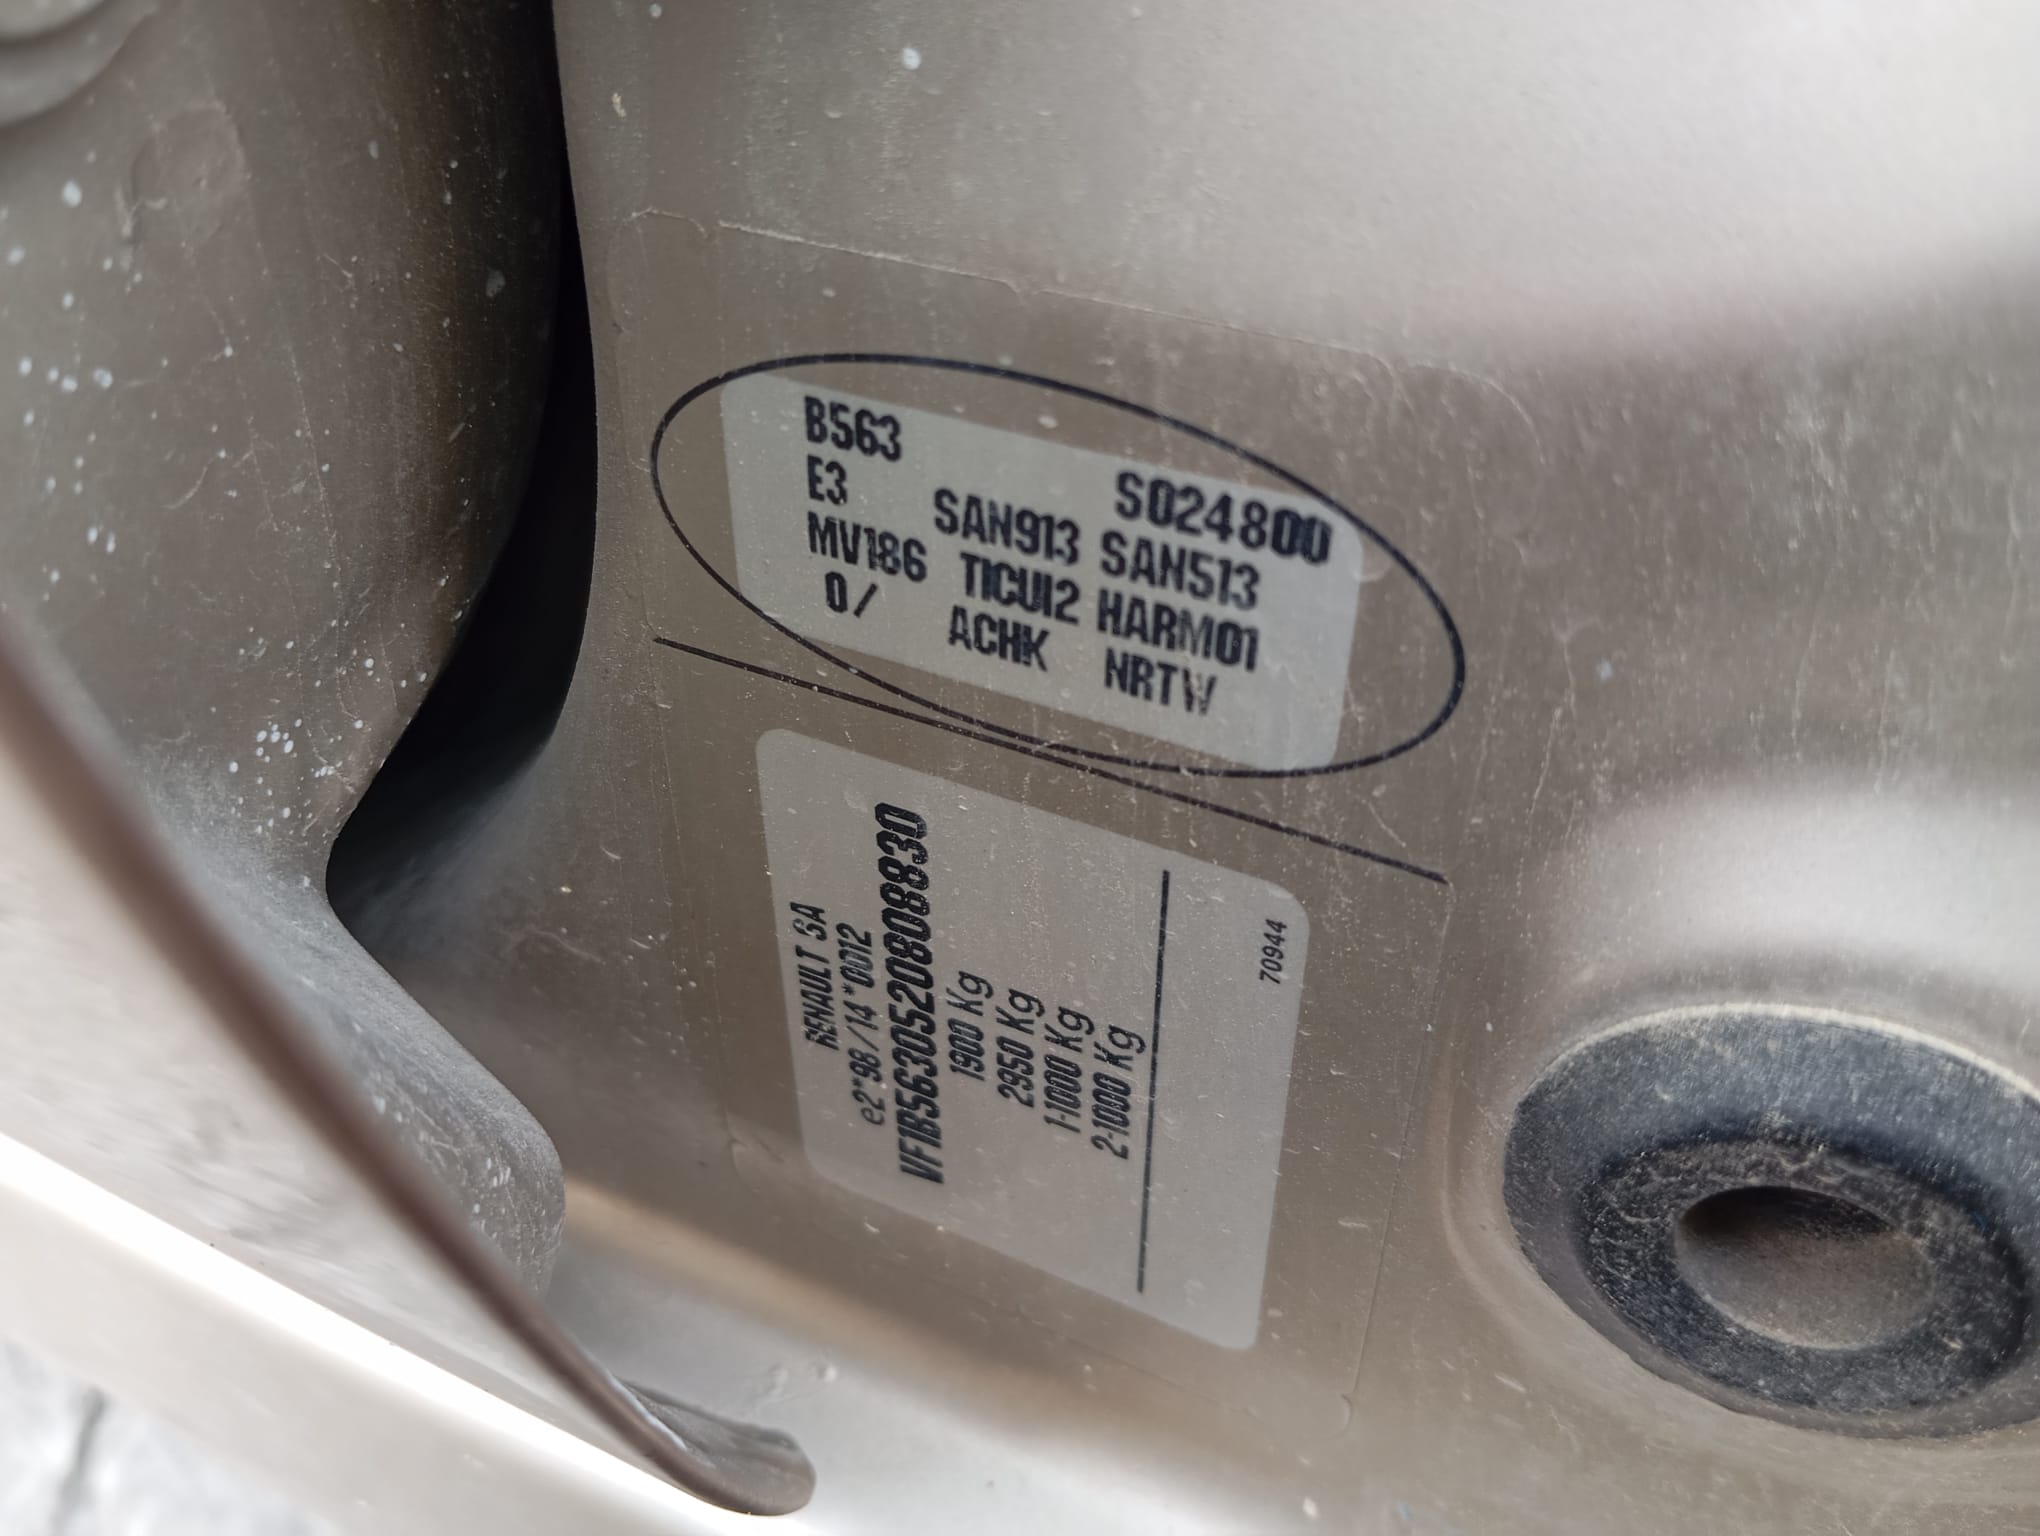 B563
S024800
E3 SAN913 SAN513
MV186 TICUI2 HARM01
0/ ACHK NRTW
RENAULT SA
e2*98/14*0012
VF1B5630520808830
1900 Kg
2950 Kg
1-1000 Kg
2-1000 Kg
70944